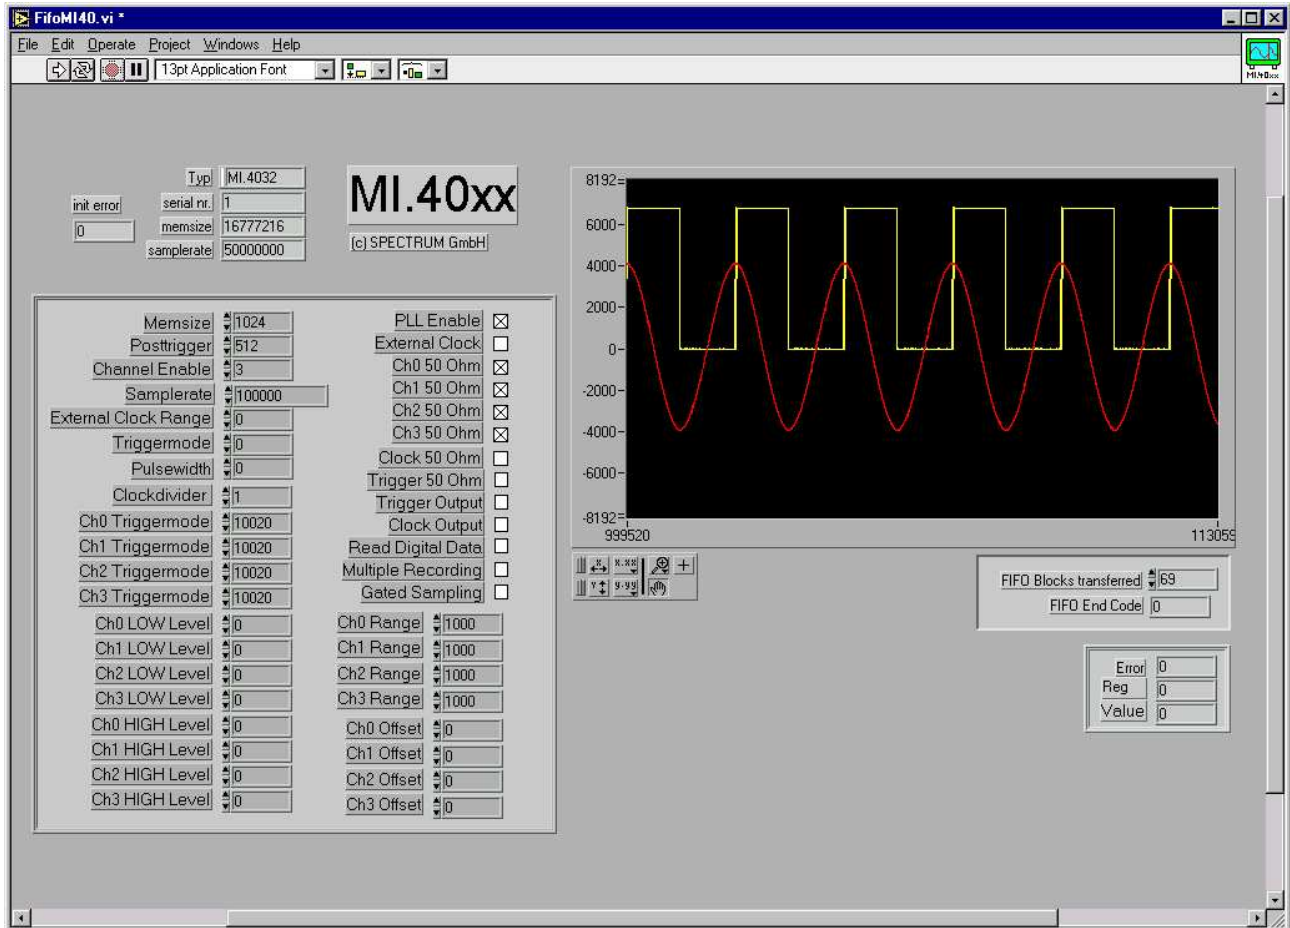 FifoMI40.vi *
File Edit Operate Project Windows Help
13pt Application Font
MI.40xx
Typ MI.4032
init error serial nr. 1
0 memsize 16777216
samplerate 50000000
MI.40xx
(c) SPECTRUM GmbH
Memsize 1024
Posttrigger 512
Channel Enable 3
Samplerate 100000
External Clock Range 0
Triggermode 0
Pulsewidth 0
Clockdivider 1
Ch0 Triggermode 10020
Ch1 Triggermode 10020
Ch2 Triggermode 10020
Ch3 Triggermode 10020
Ch0 LOW Level 0
Ch1 LOW Level 0
Ch2 LOW Level 0
Ch3 LOW Level 0
Ch0 HIGH Level 0
Ch1 HIGH Level 0
Ch2 HIGH Level 0
Ch3 HIGH Level 0
PLL Enable
External Clock
Ch0 50 Ohm
Ch1 50 Ohm
Ch2 50 Ohm
Ch3 50 Ohm
Clock 50 Ohm
Trigger 50 Ohm
Trigger Output
Clock Output
Read Digital Data
Multiple Recording
Gated Sampling
Ch0 Range 1000
Ch1 Range 1000
Ch2 Range 1000
Ch3 Range 1000
Ch0 Offset 0
Ch1 Offset 0
Ch2 Offset 0
Ch3 Offset 0
8192
6000
4000
2000
0
-2000
-4000
-6000
-8192
999520 113059
X X.XX
Y Y.YY
FIFO Blocks transferred 69
FIFO End Code 0
Error 0
Reg 0
Value 0